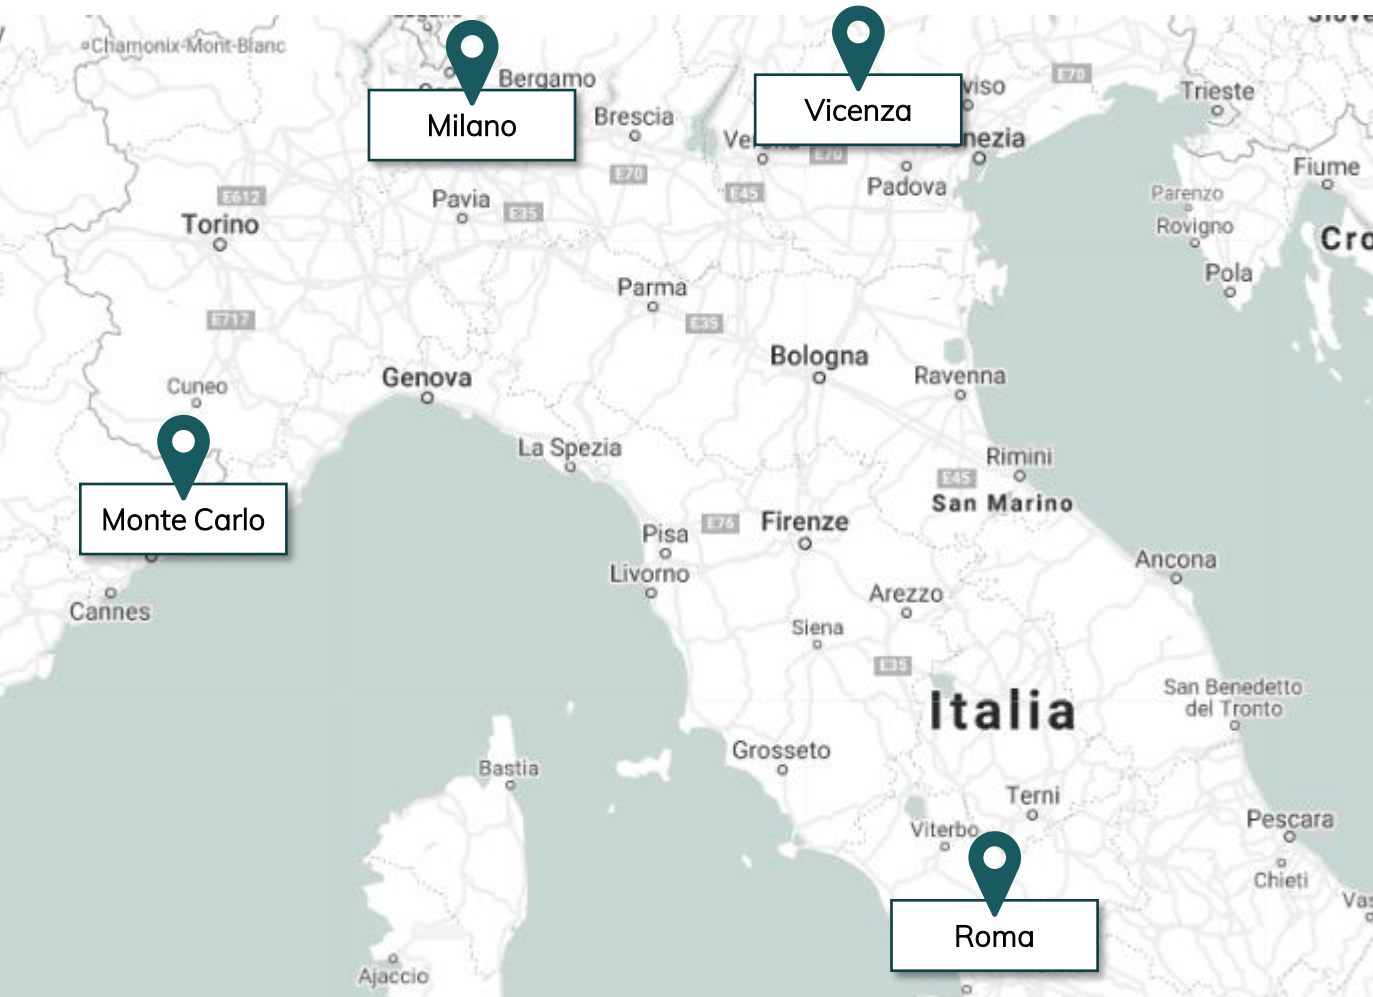 Chamonix-Mont-Blanc
Bergamo
Milano
Brescia
Vicenza
E70
Trieste
E70
E70
Padova
Fiume
E612
Pavia
E35
E45
Parenzo
Torino
Rovigno
Pola
Parma
E717
E35
Bologna
Genova
Cuneo
Ravenna
La Spezia
Rimini
E45
San Marino
Monte Carlo
Pisa
E76
Firenze
Livorno
Ancona
Cannes
Arezzo
Siena
E35
San Benedetto
del Tronto
Italia
Grosseto
Bastia
Terni
Viterbo
Pescara
Chieti
Roma
Ajaccio